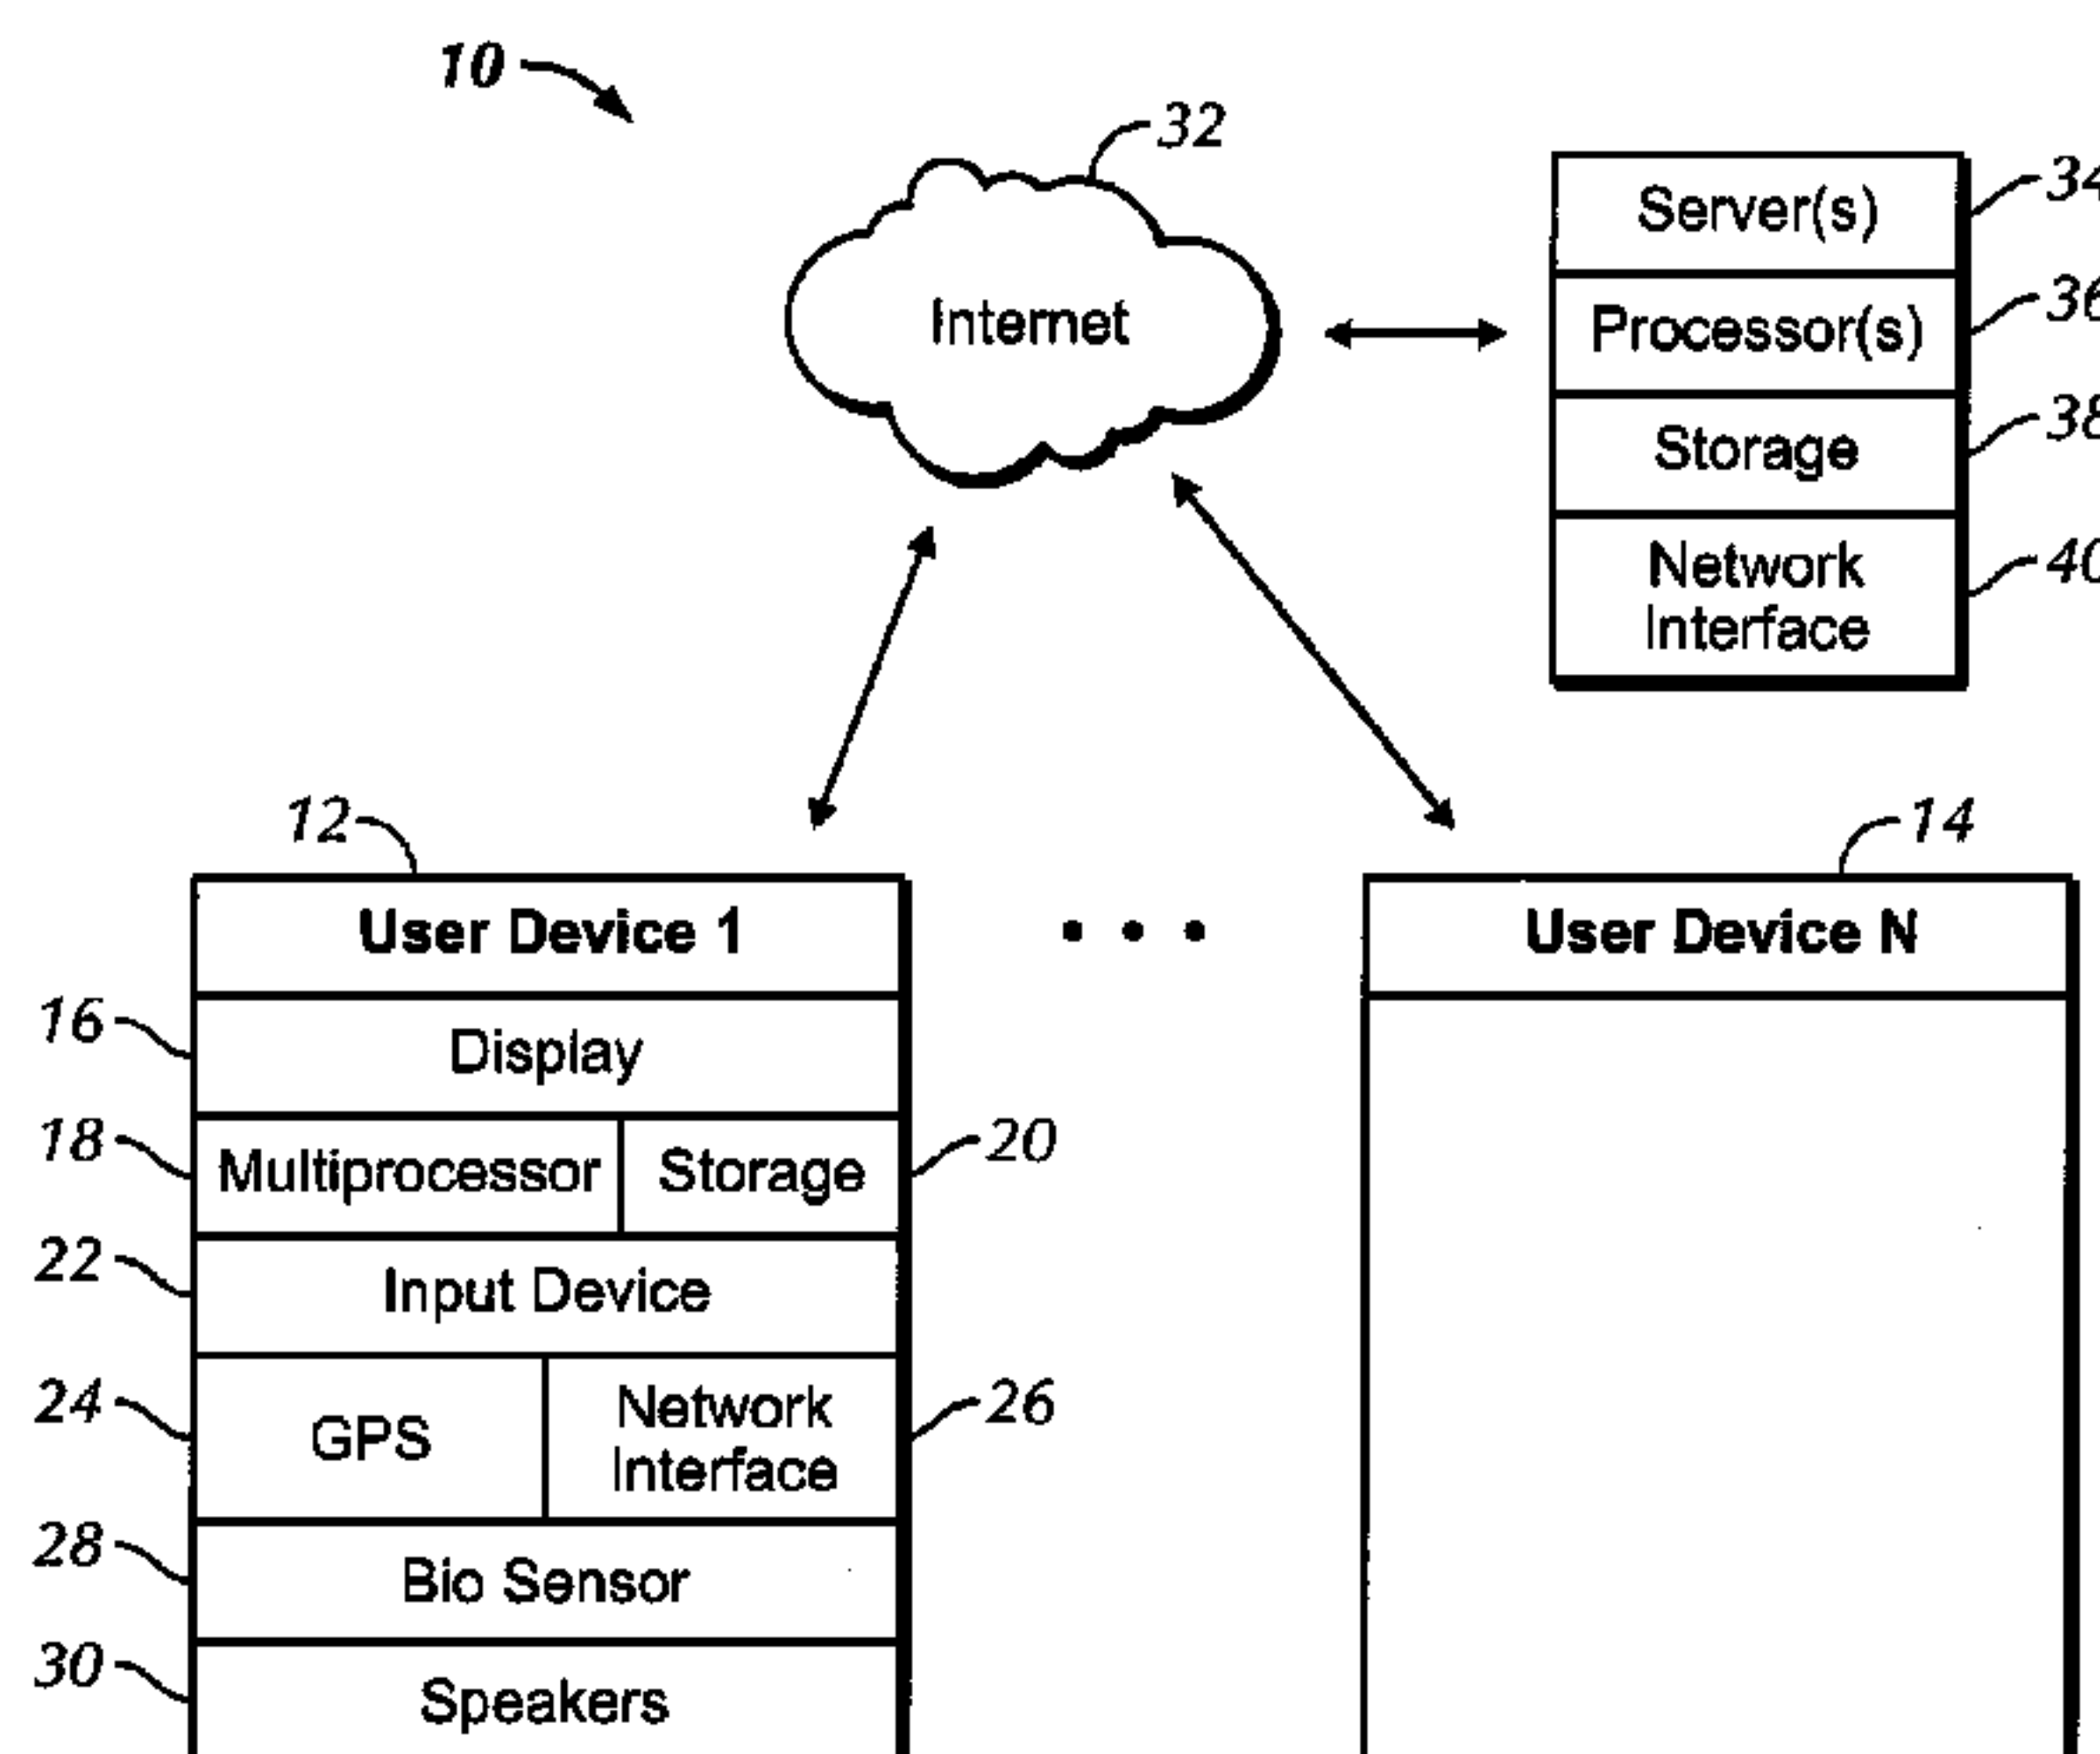 10
32
Internet
Server(s)
34
Processor(s)
36
Storage
38
Network
Interface
40
12
14
User Device 1
User Device N
16
Display
18
Multiprocessor
Storage
20
22
Input Device
24
GPS
Network
Interface
26
28
Bio Sensor
30
Speakers